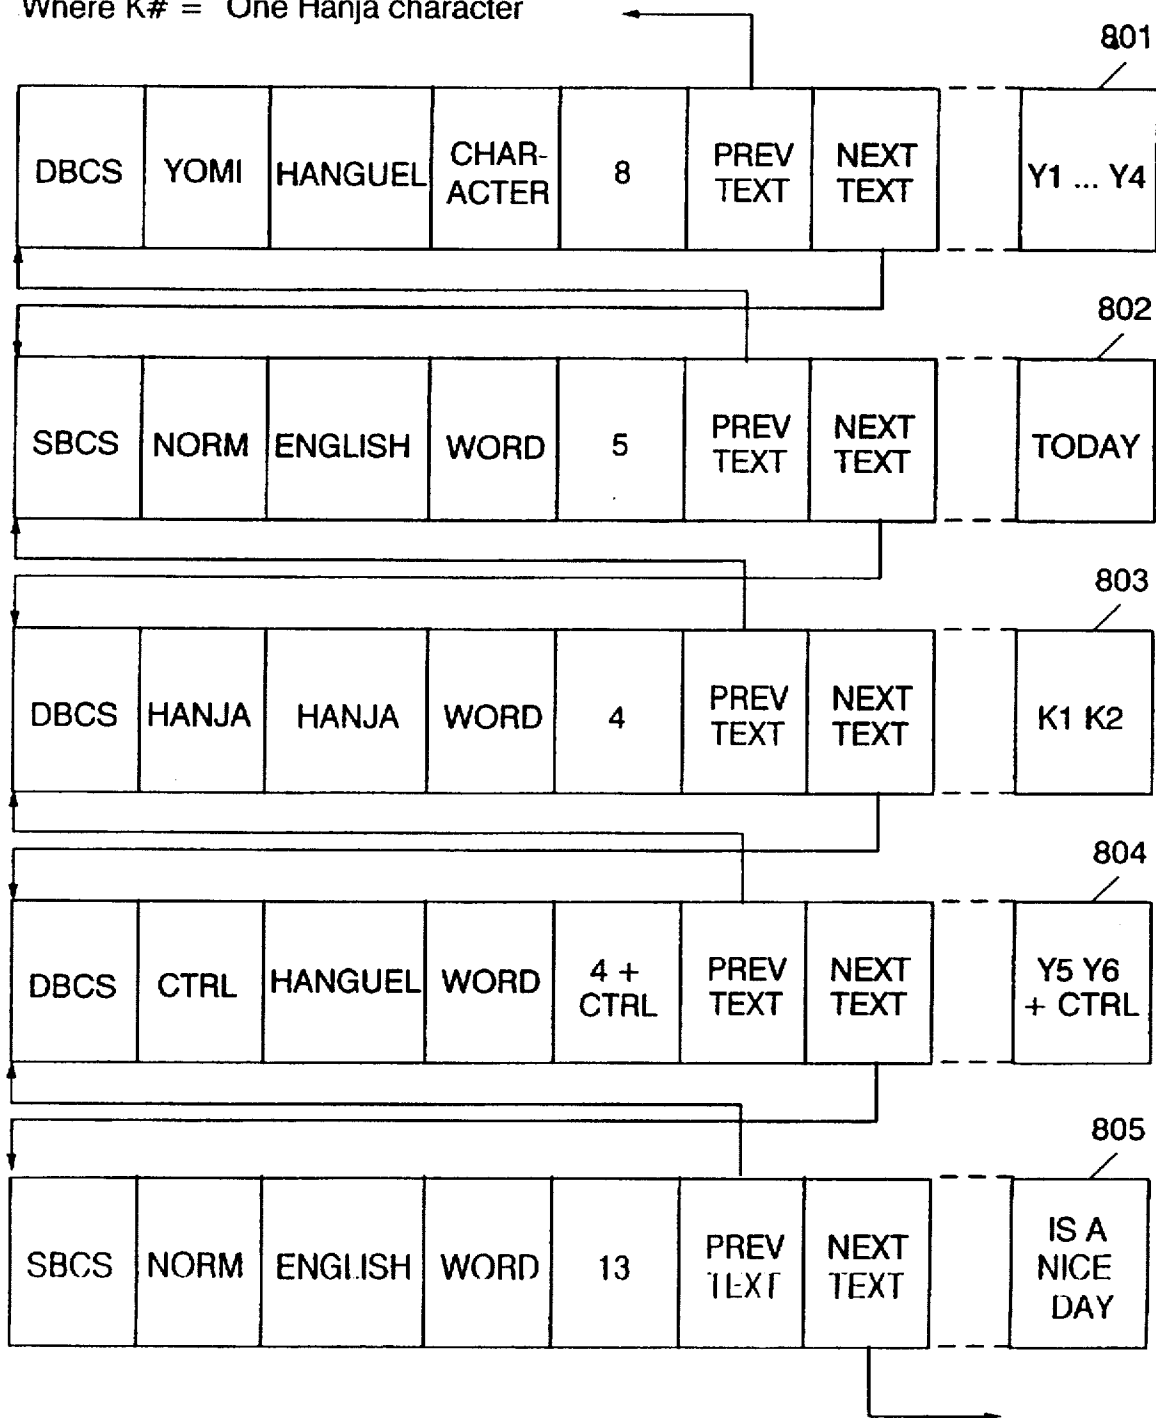 Where K# = One Hanja character
801
DBCS YOMI HANGUEL CHAR-
ACTER 8 PREV
TEXT NEXT
TEXT Y1 ... Y4
802
SBCS NORM ENGLISH WORD 5 PREV
TEXT NEXT
TEXT TODAY
803
DBCS HANJA HANJA WORD 4 PREV
TEXT NEXT
TEXT K1 K2
804
DBCS CTRL HANGUEL WORD 4 +
CTRL PREV
TEXT NEXT
TEXT Y5 Y6
+ CTRL
805
SBCS NORM ENGLISH WORD 13 PREV
TEXT NEXT
TEXT IS A
NICE
DAY